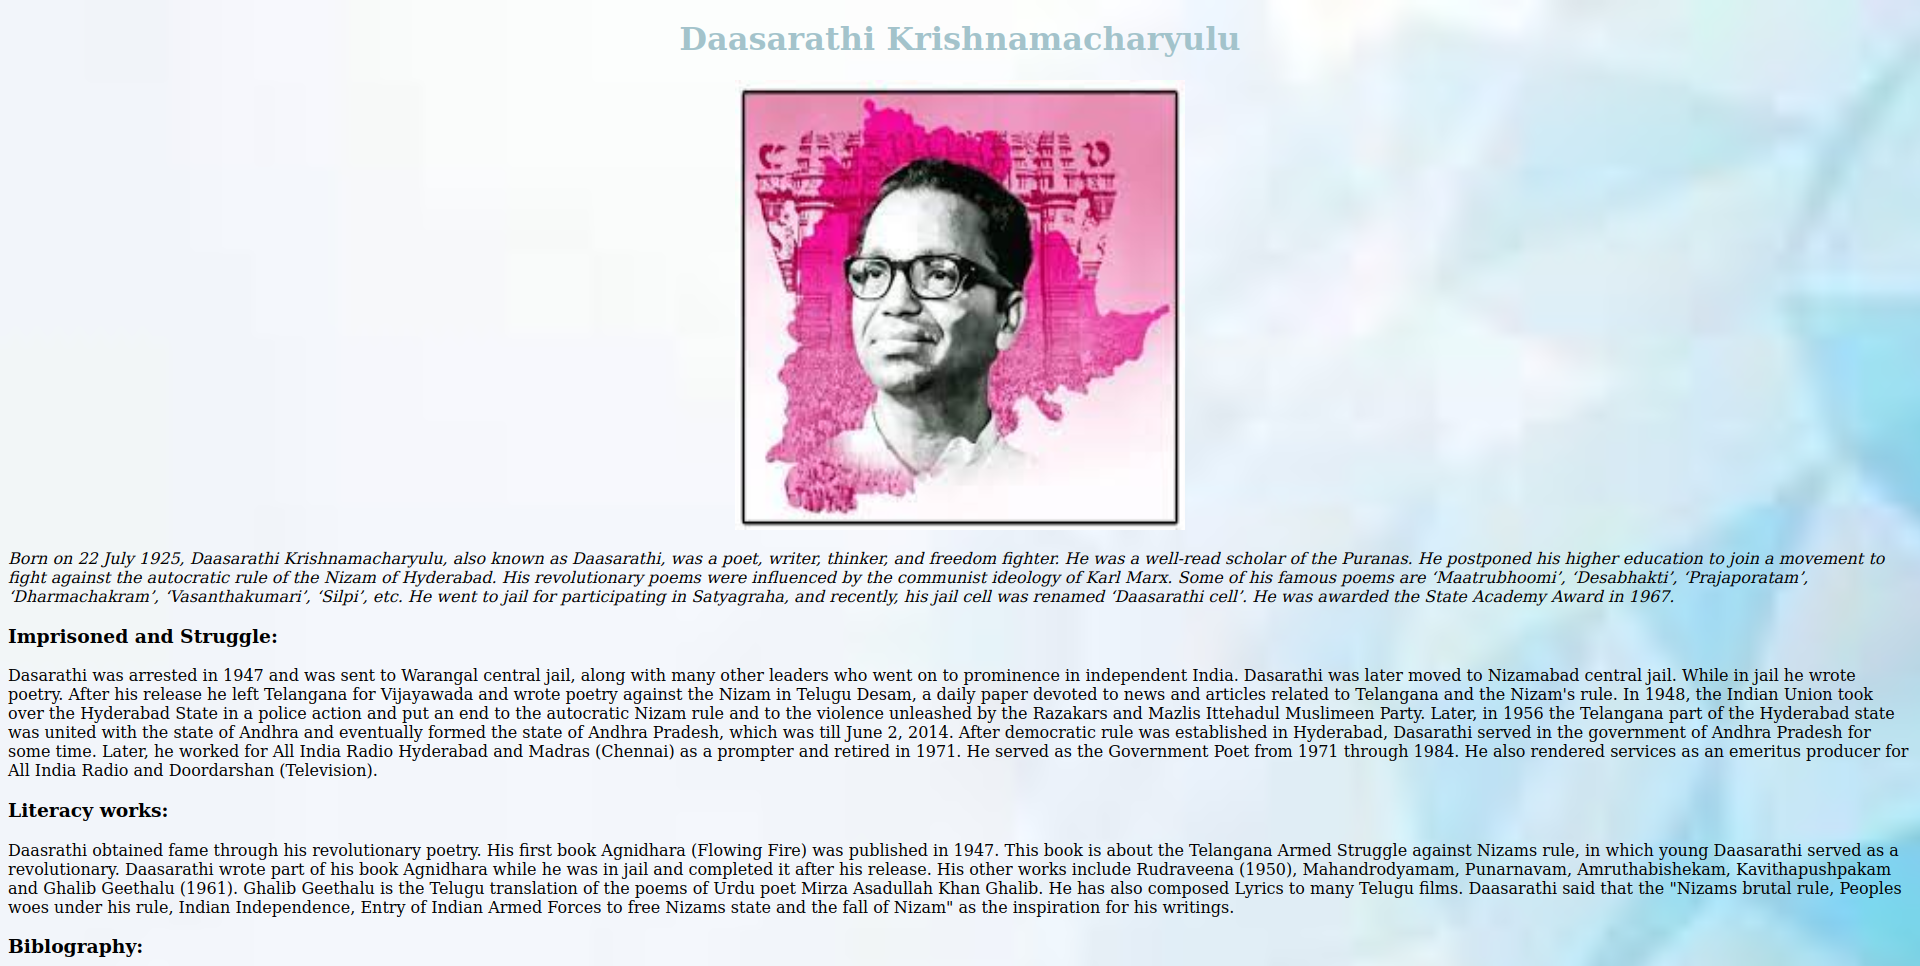 Daasarathi Krishnamacharyulu
Born on 22 July 1925, Daasarathi Krishnamacharyulu, also known as Daasarathi, was a poet, writer, thinker, and freedom fighter. He was a well-read scholar of the Puranas. He postponed his higher education to join a movement to
fight against the autocratic rule of the Nizam of Hyderabad. His revolutionary poems were influenced by the communist ideology of Karl Marx. Some of his famous poems are ‘Maatrubhoomi’, ‘Desabhakti’, ‘Prajaporatam’,
‘Dharmachakram’, ‘Vasanthakumari’, ‘Silpi’, etc. He went to jail for participating in Satyagraha, and recently, his jail cell was renamed ‘Daasarathi cell’. He was awarded the State Academy Award in 1967.
Imprisoned and Struggle:
Dasarathi was arrested in 1947 and was sent to Warangal central jail, along with many other leaders who went on to prominence in independent India. Dasarathi was later moved to Nizamabad central jail. While in jail he wrote
poetry. After his release he left Telangana for Vijayawada and wrote poetry against the Nizam in Telugu Desam, a daily paper devoted to news and articles related to Telangana and the Nizam's rule. In 1948, the Indian Union took
over the Hyderabad State in a police action and put an end to the autocratic Nizam rule and to the violence unleashed by the Razakars and Mazlis Ittehadul Muslimeen Party. Later, in 1956 the Telangana part of the Hyderabad state
was united with the state of Andhra and eventually formed the state of Andhra Pradesh, which was till June 2, 2014. After democratic rule was established in Hyderabad, Dasarathi served in the government of Andhra Pradesh for
some time. Later, he worked for All India Radio Hyderabad and Madras (Chennai) as a prompter and retired in 1971. He served as the Government Poet from 1971 through 1984. He also rendered services as an emeritus producer for
All India Radio and Doordarshan (Television).
Literacy works:
Daasrathi obtained fame through his revolutionary poetry. His first book Agnidhara (Flowing Fire) was published in 1947. This book is about the Telangana Armed Struggle against Nizams rule, in which young Daasarathi served as a
revolutionary. Daasarathi wrote part of his book Agnidhara while he was in jail and completed it after his release. His other works include Rudraveena (1950), Mahandrodyamam, Punarnavam, Amruthabishekam, Kavithapushpakam
and Ghalib Geethalu (1961). Ghalib Geethalu is the Telugu translation of the poems of Urdu poet Mirza Asadullah Khan Ghalib. He has also composed Lyrics to many Telugu films. Daasarathi said that the "Nizams brutal rule, Peoples
woes under his rule, Indian Independence, Entry of Indian Armed Forces to free Nizams state and the fall of Nizam" as the inspiration for his writings.
Biblography: